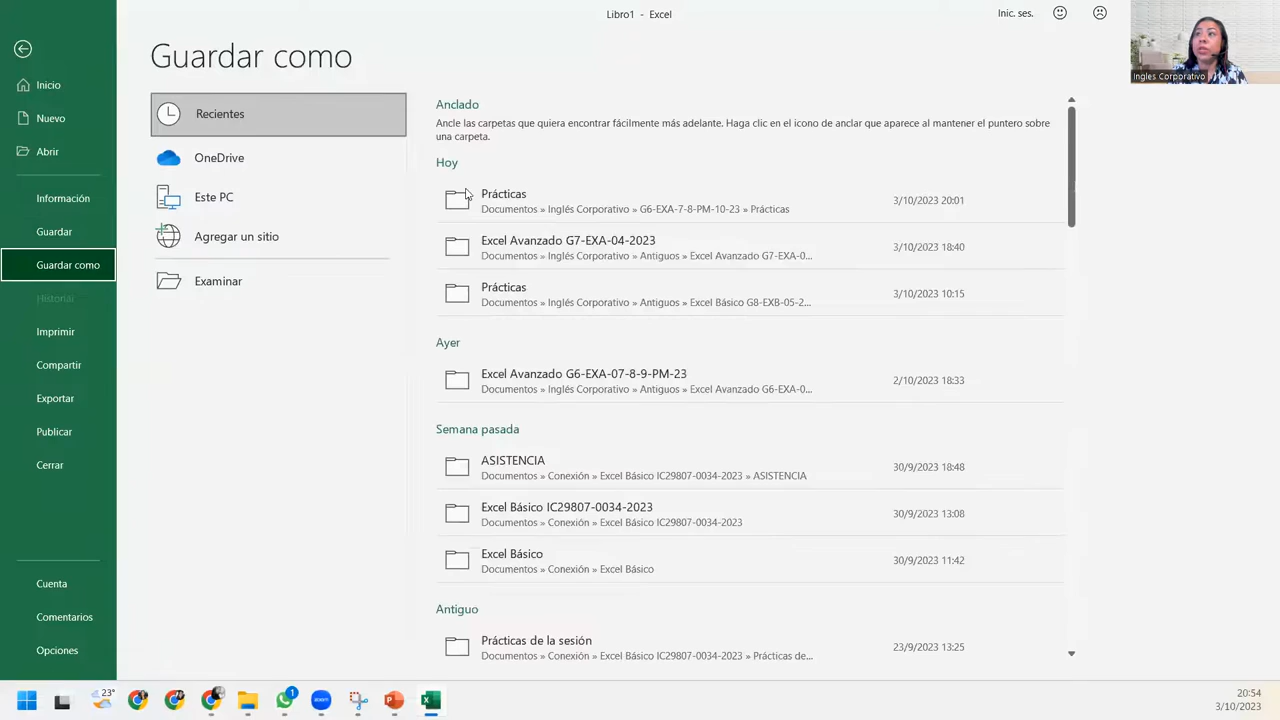 Libro1 - Excel
Inic. ses.
Ingles Corporativo
Inicio
Nuevo
Abrir
Información
Guardar
Guardar como
Historial
Imprimir
Compartir
Exportar
Publicar
Cerrar
Cuenta
Comentarios
Opciones
Guardar como
Recientes
OneDrive
Este PC
Agregar un sitio
Examinar
Anclado
Ancle las carpetas que quiera encontrar fácilmente más adelante. Haga clic en el icono de anclar que aparece al mantener el puntero sobre
una carpeta.
Hoy
Prácticas
Documentos » Inglés Corporativo » G6-EXA-7-8-PM-10-23 » Prácticas
3/10/2023 20:01
Excel Avanzado G7-EXA-04-2023
Documentos » Inglés Corporativo » Antiguos » Excel Avanzado G7-EXA-0...
3/10/2023 18:40
Prácticas
Documentos » Inglés Corporativo » Antiguos » Excel Básico G8-EXB-05-2...
3/10/2023 10:15
Ayer
Excel Avanzado G6-EXA-07-8-9-PM-23
Documentos » Inglés Corporativo » Antiguos » Excel Avanzado G6-EXA-0...
2/10/2023 18:33
Semana pasada
ASISTENCIA
Documentos » Conexión » Excel Básico IC29807-0034-2023 » ASISTENCIA
30/9/2023 18:48
Excel Básico IC29807-0034-2023
Documentos » Conexión » Excel Básico IC29807-0034-2023
30/9/2023 13:08
Excel Básico
Documentos » Conexión » Excel Básico
30/9/2023 11:42
Antiguo
Prácticas de la sesión
Documentos » Conexión » Excel Básico IC29807-0034-2023 » Prácticas de...
23/9/2023 13:25
23°
1
zoom
20:54
3/10/2023